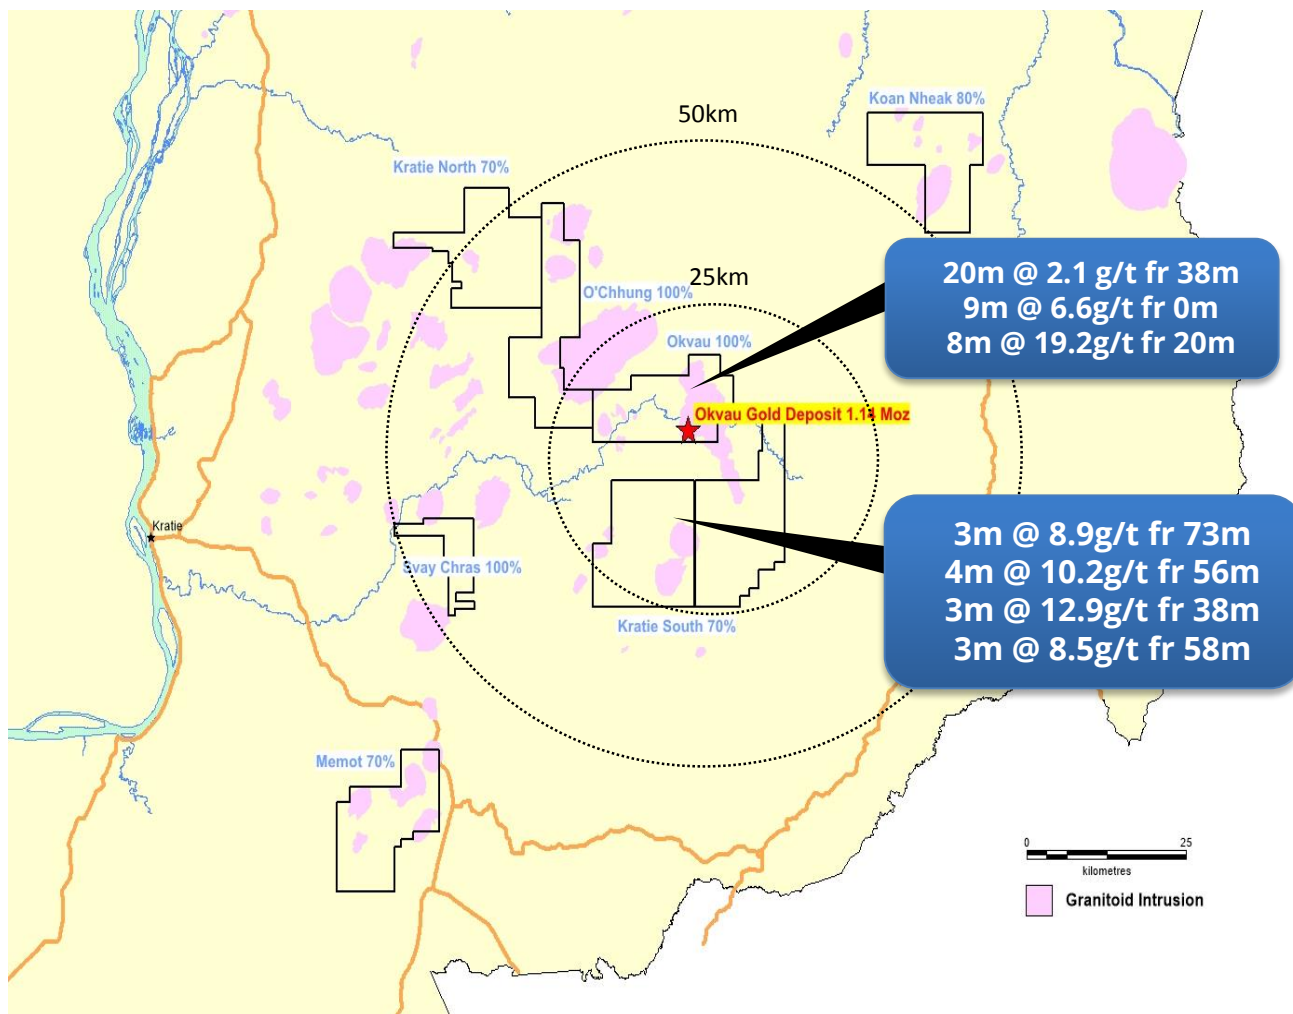 Koan Nheak 80%
50km
Kratie North 70%
25km
O'Chhung 100%
Okvau 100%
20m @ 2.1 g/t fr 38m
9m @ 6.6g/t fr 0m
8m @ 19.2g/t fr 20m
Okvau Gold Deposit 1.14 Moz
Kratie
Svay Chras 100%
3m @ 8.9g/t fr 73m
4m @ 10.2g/t fr 56m
3m @ 12.9g/t fr 38m
3m @ 8.5g/t fr 58m
Kratie South 70%
Memot 70%
0 25
kilometres
Granitoid Intrusion